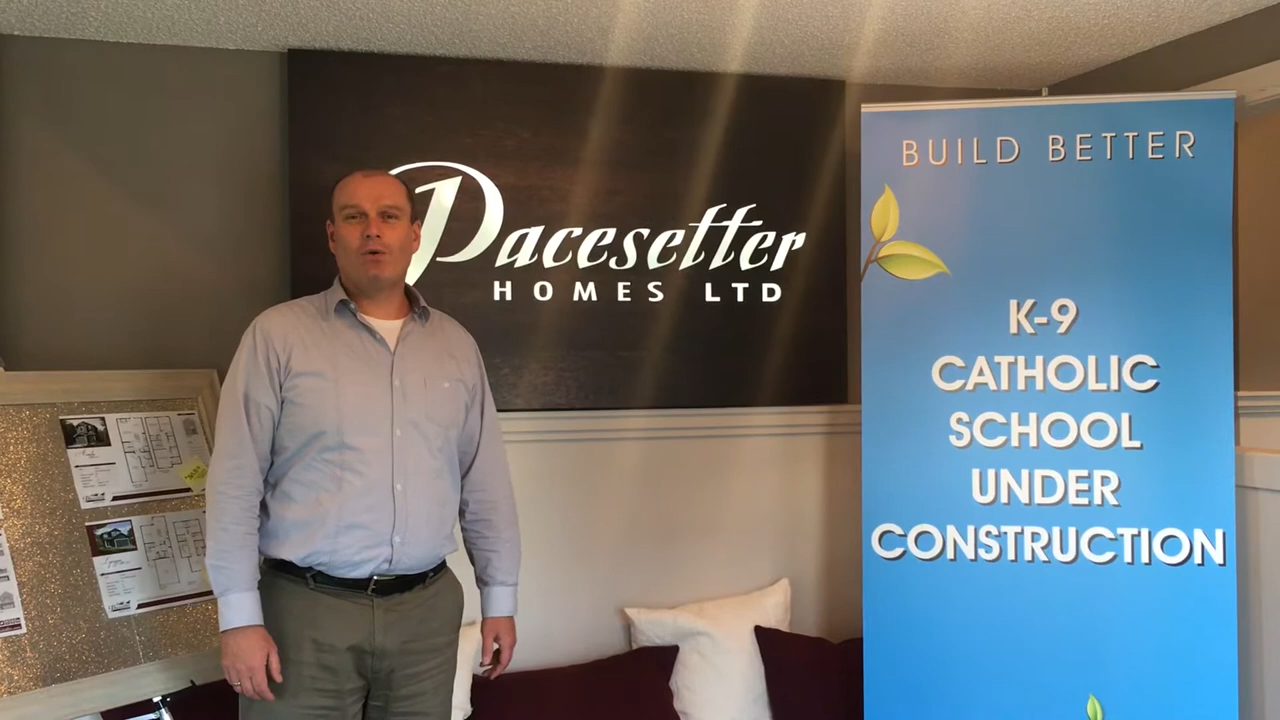 Pacesetter
HOMES LTD
BUILD BETTER
K-9
CATHOLIC
SCHOOL
UNDER
CONSTRUCTION